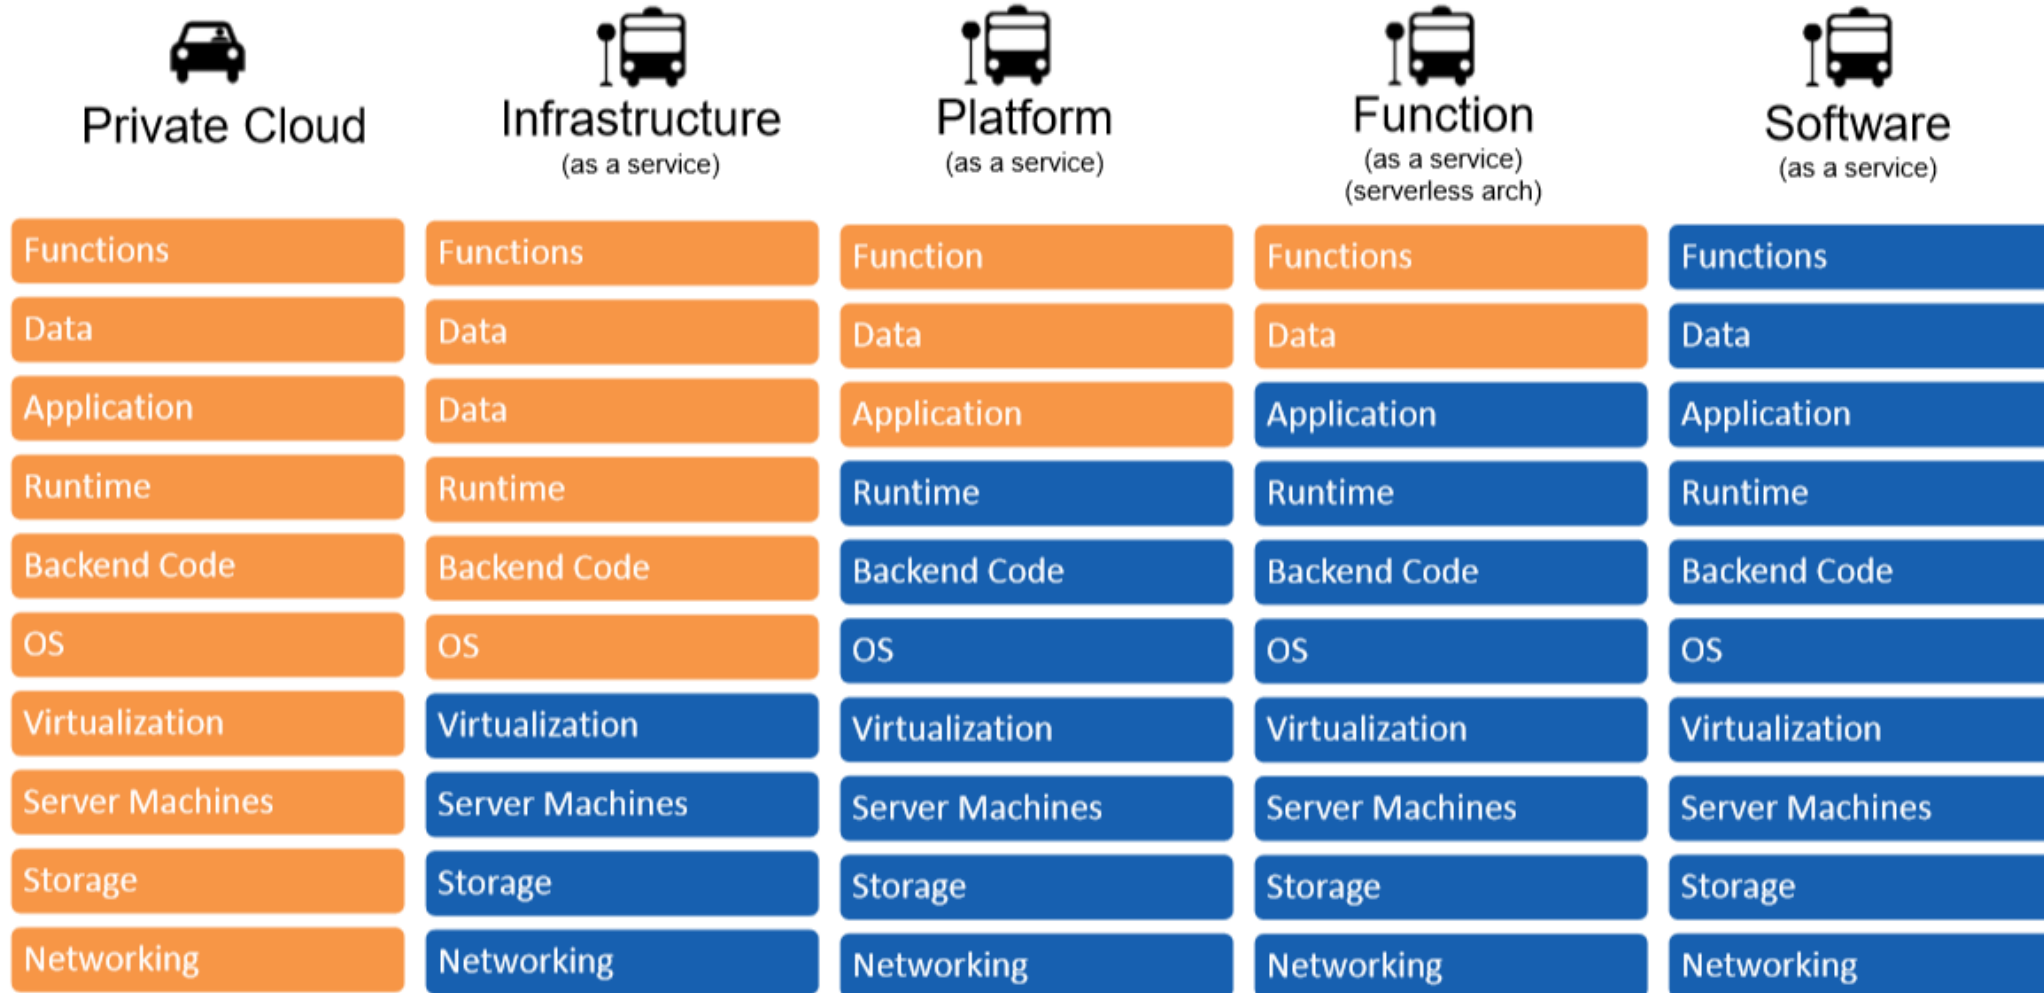 Private Cloud
Infrastructure
(as a service)
Platform
(as a service)
Function
(as a service)
(serverless arch)
Software
(as a service)
Functions
Data
Application
Runtime
Backend Code
OS
Virtualization
Server Machines
Storage
Networking
Functions
Data
Data
Runtime
Backend Code
OS
Virtualization
Server Machines
Storage
Networking
Function
Data
Application
Runtime
Backend Code
OS
Virtualization
Server Machines
Storage
Networking
Functions
Data
Application
Runtime
Backend Code
OS
Virtualization
Server Machines
Storage
Networking
Functions
Data
Application
Runtime
Backend Code
OS
Virtualization
Server Machines
Storage
Networking